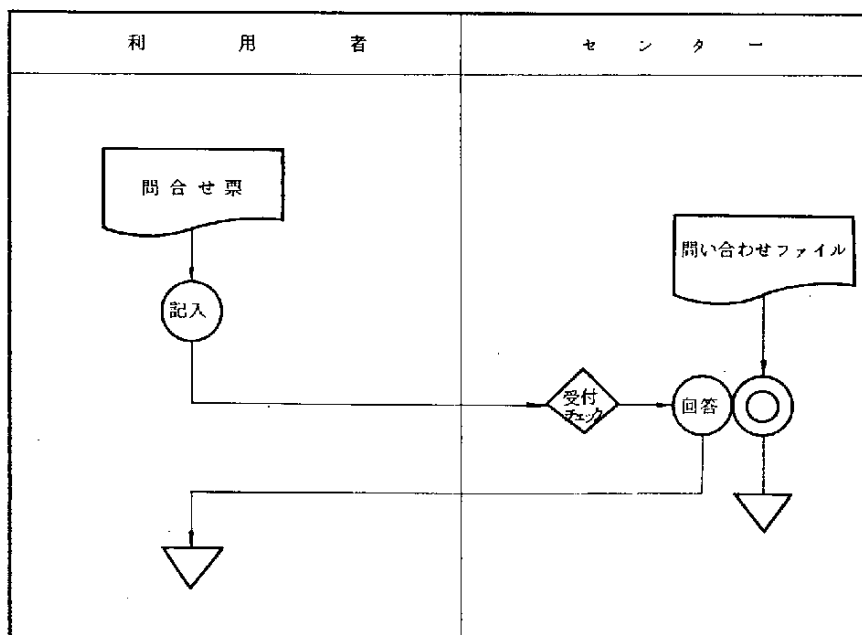 利用者
センター
問合せ票
問い合わせファイル
記入
受付
チェック
回答